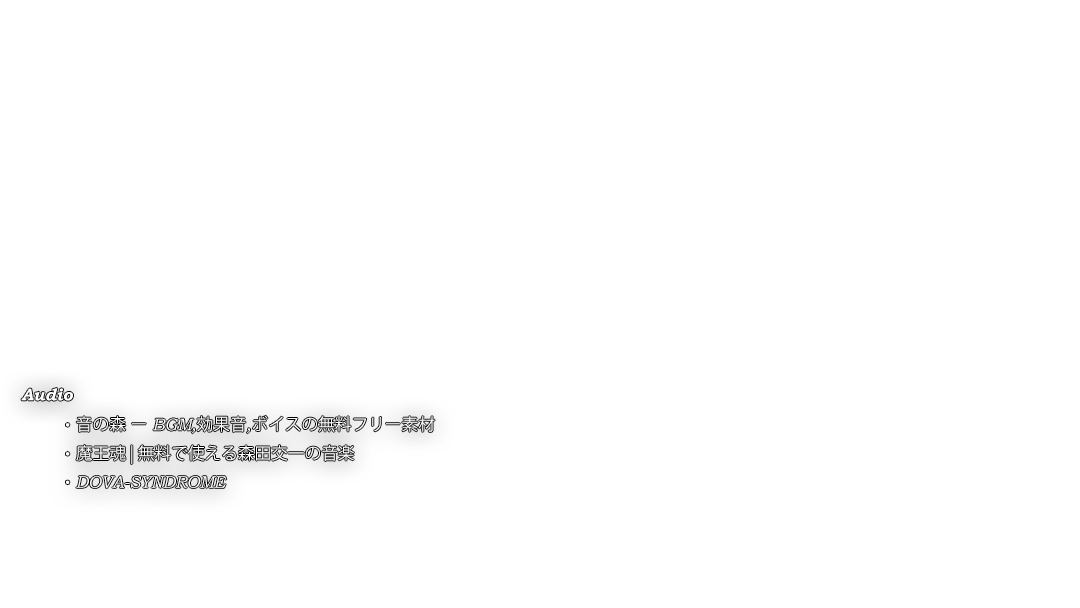 Audio
• 音の森 ー BGM,効果音,ボイスの無料フリー素材
• 魔王魂 | 無料で使える森田交一の音楽
• DOVA-SYNDROME